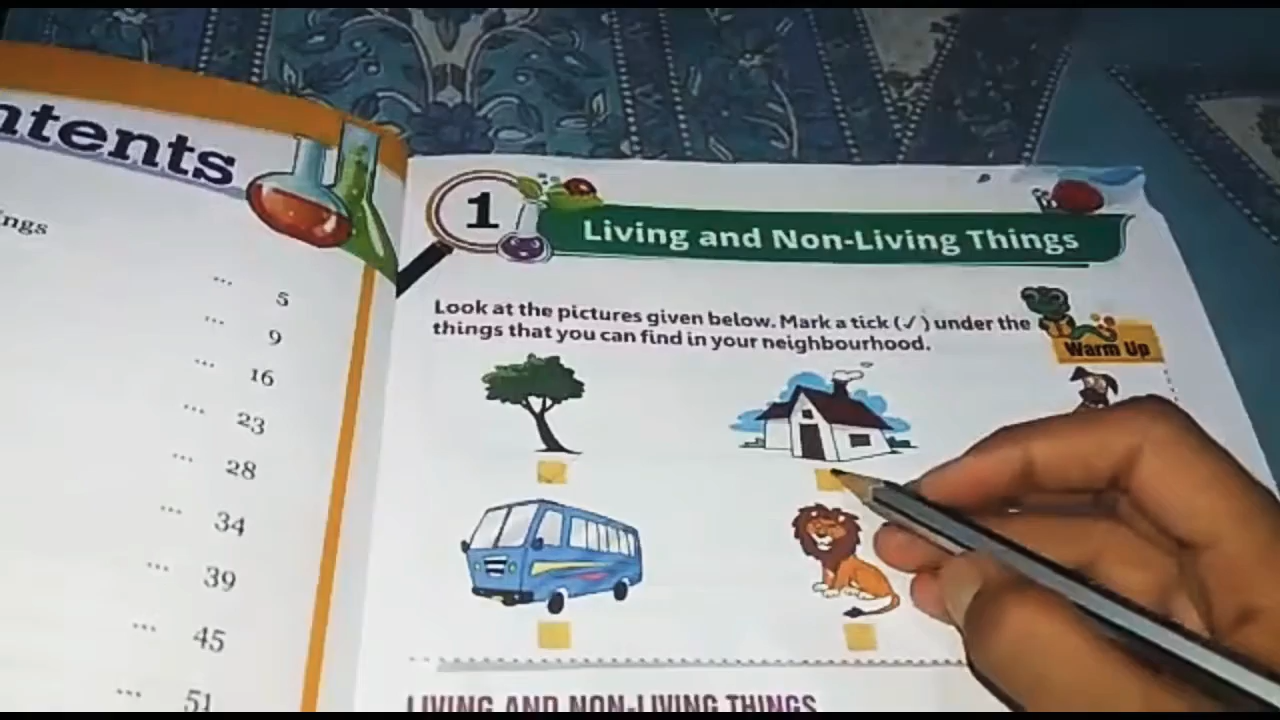 ntents
ngs
... 5
... 9
... 16
... 23
... 28
... 34
... 39
... 45
... 51
1
Living and Non-Living Things
Look at the pictures given below. Mark a tick (✓) under the
things that you can find in your neighbourhood.
Warm Up
LIVING AND NON-LIVING THINGS